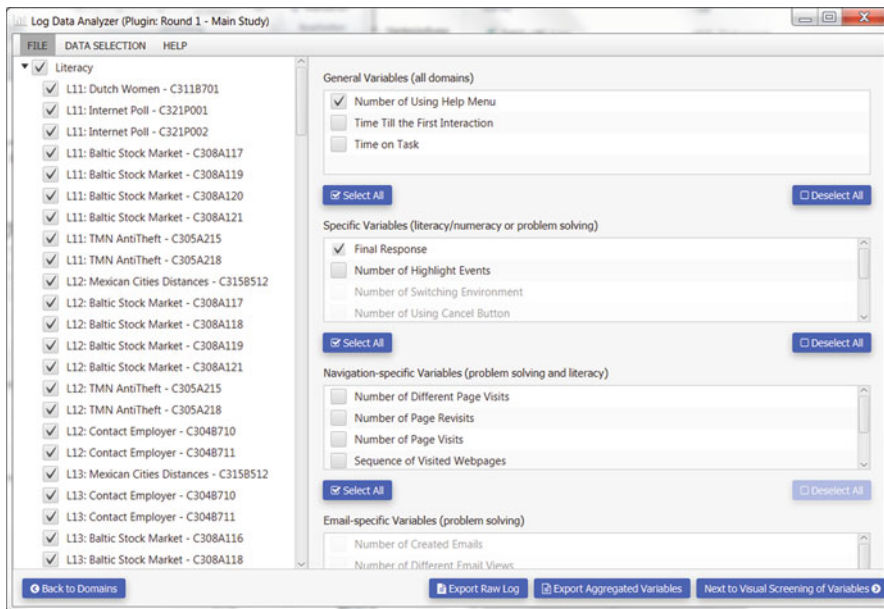 Log Data Analyzer (Plugin: Round 1 - Main Study)
FILE DATA SELECTION HELP
Literacy
L11: Dutch Women - C311B701
L11: Internet Poll - C321P001
L11: Internet Poll - C321P002
L11: Baltic Stock Market - C308A117
L11: Baltic Stock Market - C308A119
L11: Baltic Stock Market - C308A120
L11: Baltic Stock Market - C308A121
L11: TMN AntiTheft - C305A215
L11: TMN AntiTheft - C305A218
L12: Mexican Cities Distances - C315B512
L12: Baltic Stock Market - C308A117
L12: Baltic Stock Market - C308A118
L12: Baltic Stock Market - C308A119
L12: Baltic Stock Market - C308A121
L12: TMN AntiTheft - C305A215
L12: TMN AntiTheft - C305A218
L12: Contact Employer - C304B710
L12: Contact Employer - C304B711
L13: Mexican Cities Distances - C315B512
L13: Contact Employer - C304B710
L13: Contact Employer - C304B711
L13: Baltic Stock Market - C308A116
L13: Baltic Stock Market - C308A118
General Variables (all domains)
Number of Using Help Menu
Time Till the First Interaction
Time on Task
Select All Deselect All
Specific Variables (literacy/numeracy or problem solving)
Final Response
Number of Highlight Events
Number of Switching Environment
Number of Using Cancel Button
Select All Deselect All
Navigation-specific Variables (problem solving and literacy)
Number of Different Page Visits
Number of Page Revisits
Number of Page Visits
Sequence of Visited Webpages
Select All Deselect All
Email-specific Variables (problem solving)
Number of Created Emails
Number of Different Email Views
Back to Domains Export Raw Log Export Aggregated Variables Next to Visual Screening of Variables